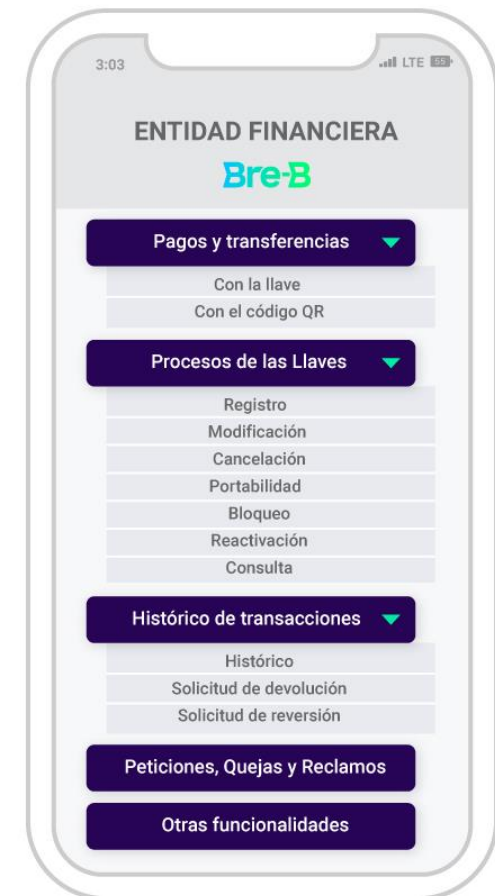 3:03 LTE 55
ENTIDAD FINANCIERA
Bre-B
Pagos y transferencias
Con la llave
Con el código QR
Procesos de las Llaves
Registro
Modificación
Cancelación
Portabilidad
Bloqueo
Reactivación
Consulta
Histórico de transacciones
Histórico
Solicitud de devolución
Solicitud de reversión
Peticiones, Quejas y Reclamos
Otras funcionalidades